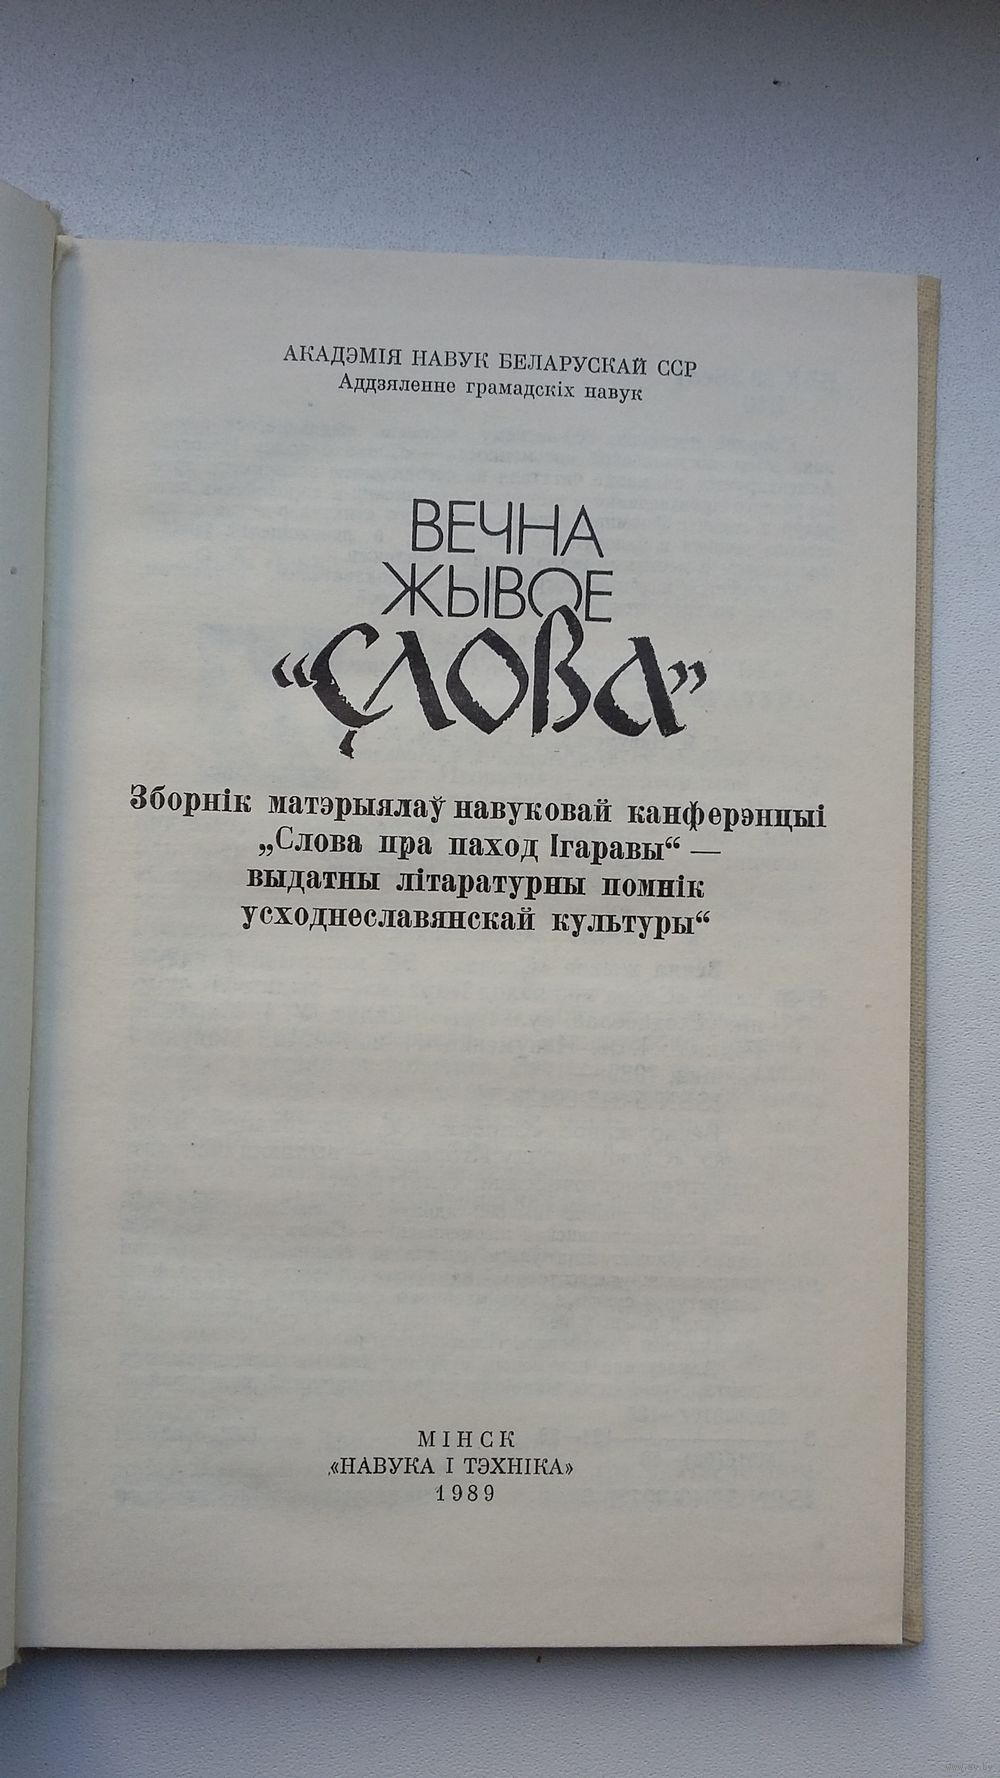 АКАДЭМІЯ НАВУК БЕЛАРУСКАЙ ССР
Аддзяленне грамадскіх навук
ВЕЧНА
ЖЫВОЕ
“СЛОВА”
Зборнік матэрыялаў навуковай канферэнцыі
„Слова пра паход Ігаравы“ —
выдатны літаратурны помнік
усходнеславянскай культуры“
МІНСК
«НАВУКА І ТЭХНІКА»
1989